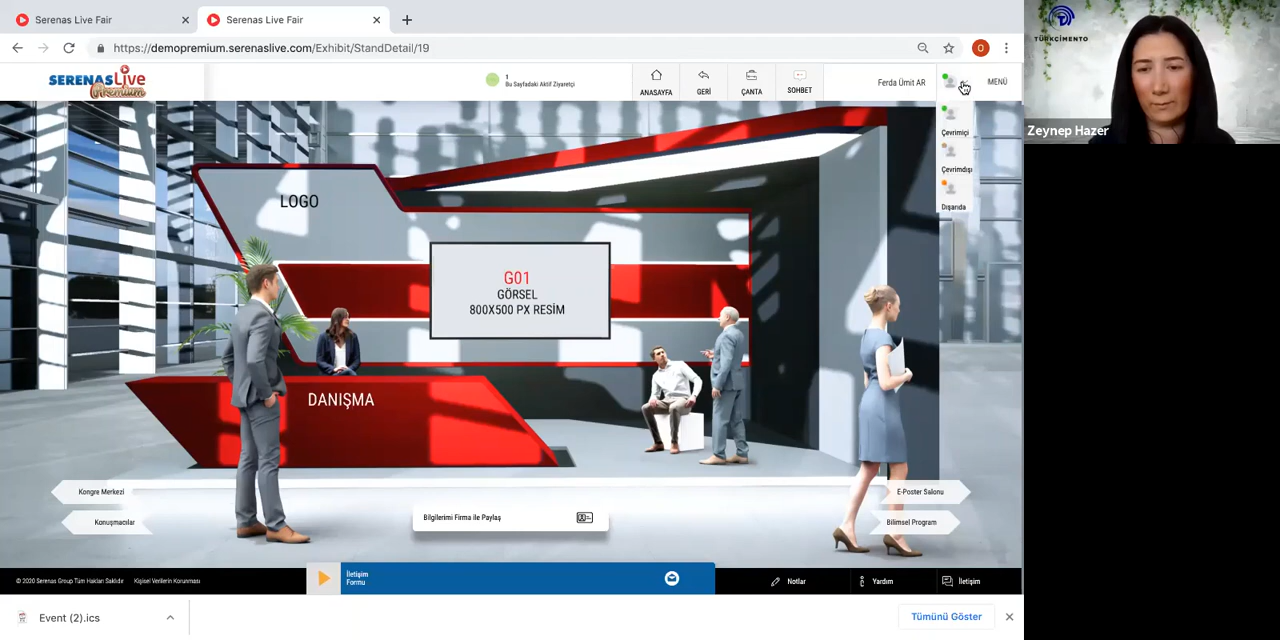 Serenas Live Fair
Serenas Live Fair
https://demopremium.serenaslive.com/Exhibit/StandDetail/19
O
SERENAS Live
Premium
1
Bu Sayfadaki Aktif Ziyaretçi
ANASAYFA
GERİ
ÇANTA
SOHBET
Ferda Ümit AR
MENÜ
Çevrimiçi
Çevrimdışı
Dışarıda
TÜRKÇİMENTO
Zeynep Hazer
LOGO
G01
GÖRSEL
800X500 PX RESİM
DANIŞMA
Kongre Merkezi
Konuşmacılar
E-Poster Salonu
Bilimsel Program
Bilgilerimi Firma ile Paylaş
© 2020 Serenas Group Tüm Hakları Saklıdır
Kişisel Verilerin Korunması
İletişim
Formu
Notlar
Yardım
İletişim
Event (2).ics
Tümünü Göster